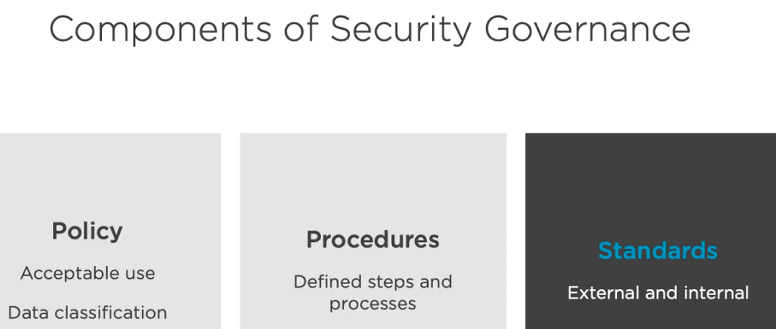 Components of Security Governance
Policy
Acceptable use
Data classification
Procedures
Defined steps and
processes
Standards
External and internal